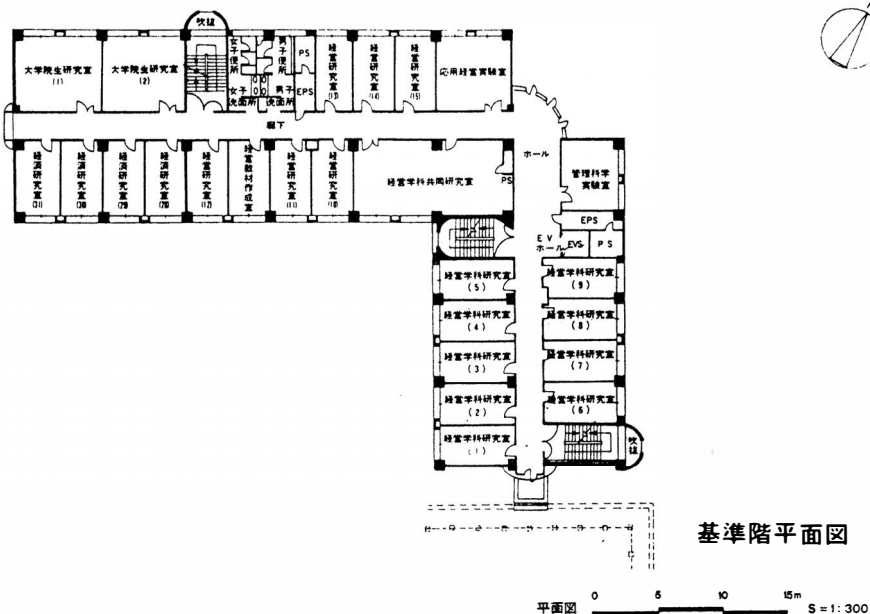 吹抜
大学院生研究室
(1)
大学院生研究室
(2)
女子便所
男子便所
女子洗面所
男子洗面所
PS
EPS
経営研究室(13)
経営研究室(14)
経営研究室(15)
応用経営実験室
廊下
経済研究室(31)
経済研究室(30)
経済研究室(29)
経済研究室(28)
経営研究室(12)
経営教材作成室
経営研究室(11)
経営研究室(10)
経営学科共同研究室
PS
ホール
管理科学
実験室
EPS
EV
ホール
EVS
PS
経営学科研究室
(5)
経営学科研究室
(9)
経営学科研究室
(4)
経営学科研究室
(8)
経営学科研究室
(3)
経営学科研究室
(7)
経営学科研究室
(2)
経営学科研究室
(6)
経営学科研究室
(1)
吹抜
基準階平面図
平面図
0 5 10 15m
S=1:300